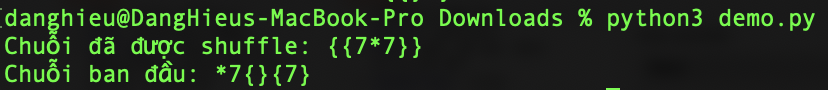 danghieu@DangHieus-MacBook-Pro Downloads % python3 demo.py
Chuỗi đã được shuffle: {{7*7}}
Chuỗi ban đầu: *7{}{7}